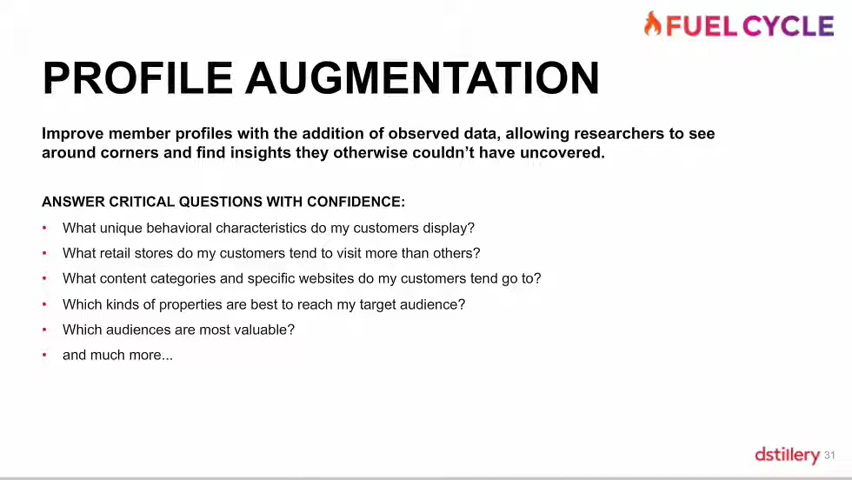 FUEL CYCLE
PROFILE AUGMENTATION
Improve member profiles with the addition of observed data, allowing researchers to see
around corners and find insights they otherwise couldn’t have uncovered.
ANSWER CRITICAL QUESTIONS WITH CONFIDENCE:
• What unique behavioral characteristics do my customers display?
• What retail stores do my customers tend to visit more than others?
• What content categories and specific websites do my customers tend go to?
• Which kinds of properties are best to reach my target audience?
• Which audiences are most valuable?
• and much more...
dstillery 31